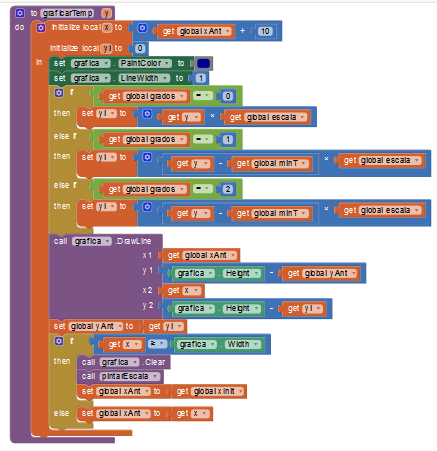 to graficarTemp y
do initialize local x to get global xAnt + 10
initialize local yl to 0
in set grafica . PaintColor to
set grafica . LineWidth to 1
if get global grados = 0
then set yl to get y × get global escala
else if get global grados = 1
then set yl to get y - get global minT × get global escala
else if get global grados = 2
then set yl to get y - get global minT × get global escala
call grafica .DrawLine
x1 get global xAnt
y1 grafica . Height - get global yAnt
x2 get x
y2 grafica . Height - get yl
set global yAnt to get yl
if get x ≥ grafica . Width
then call grafica .Clear
call pintarEscala
set global xAnt to get global xInit
else set global xAnt to get x